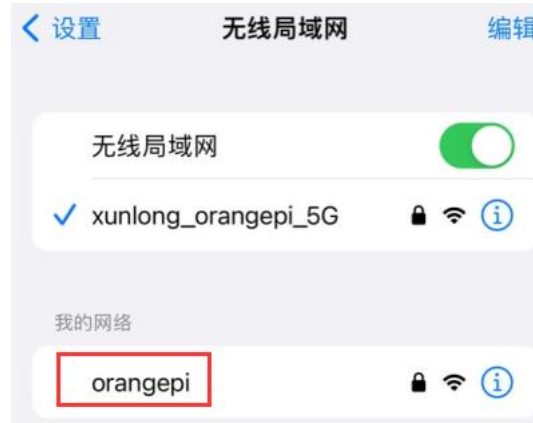 设置 无线局域网 编辑
无线局域网
xunlong_orangepi_5G
我的网络
orangepi